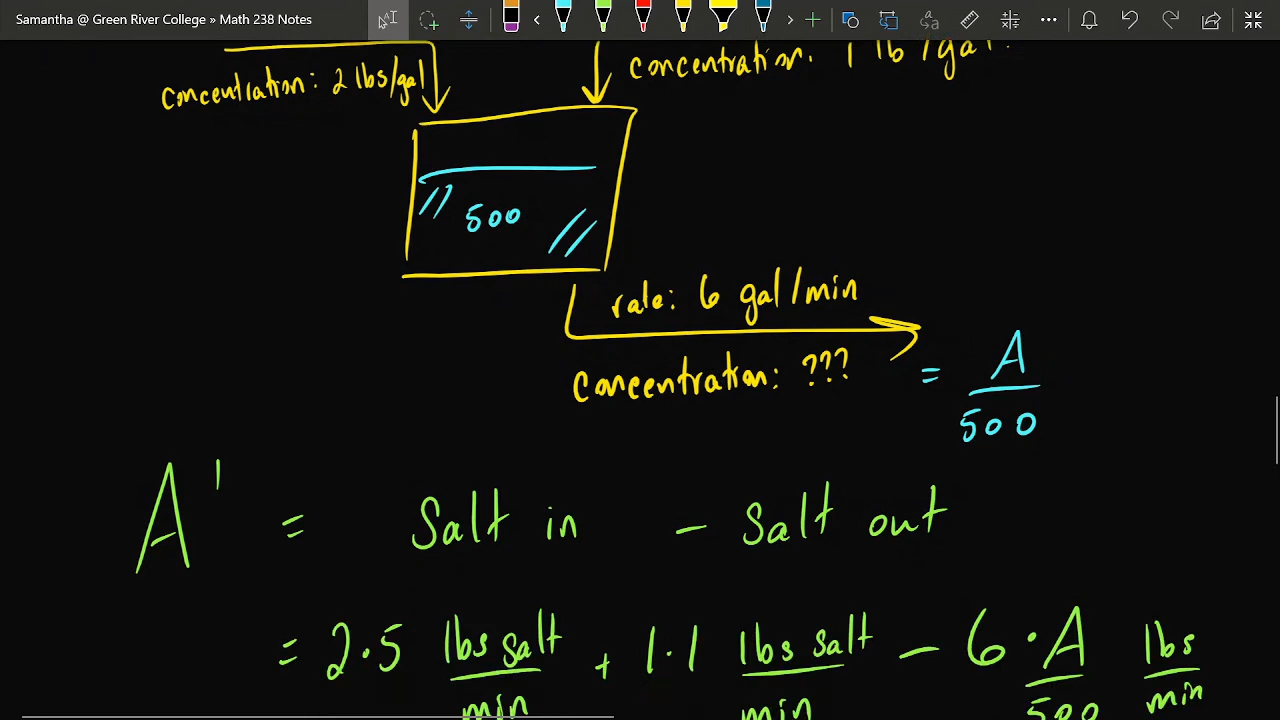 Samantha @ Green River College » Math 238 Notes
concentration: 2 lbs/gal
concentration: 1 lb/gal.
500
rate: 6 gal/min
concentration: ???
= A/500
A' = Salt in - Salt out
= 2·5 lbs salt/min + 1·1 lbs salt/min - 6·A/500 lbs/min